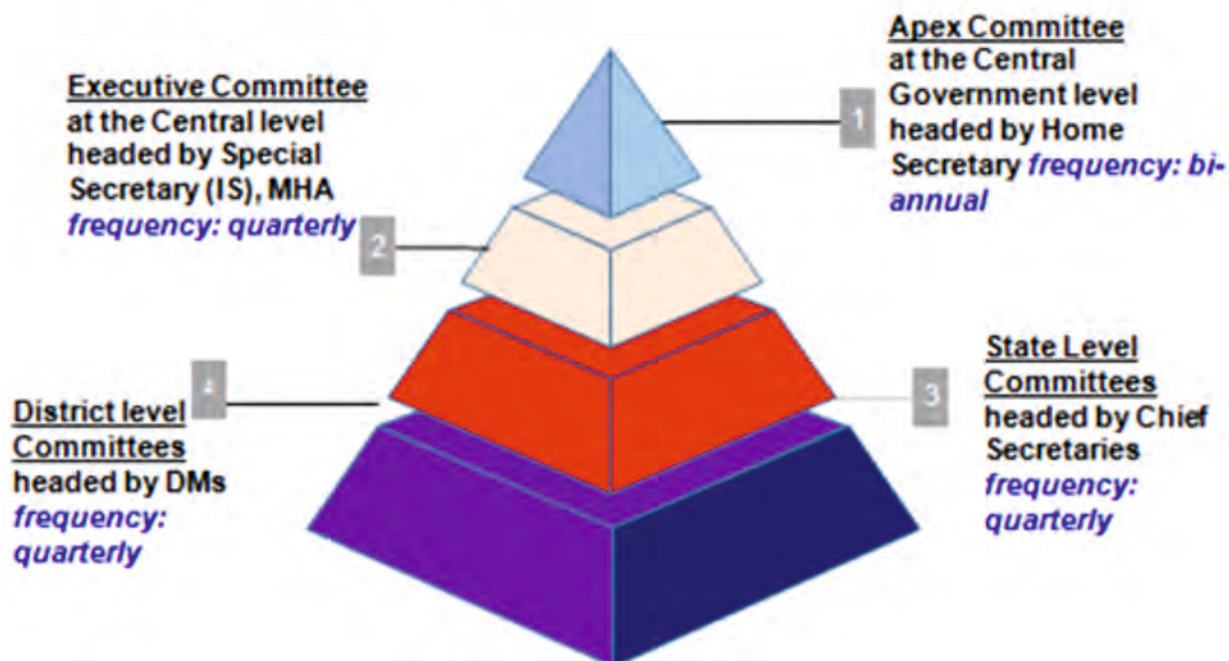 Apex Committee
at the Central
Government level
headed by Home
Secretary frequency: bi-
annual
1
Executive Committee
at the Central level
headed by Special
Secretary (IS), MHA
frequency: quarterly
2
State Level
Committees
headed by Chief
Secretaries
frequency:
quarterly
3
District level
Committees
headed by DMs
frequency:
quarterly
4